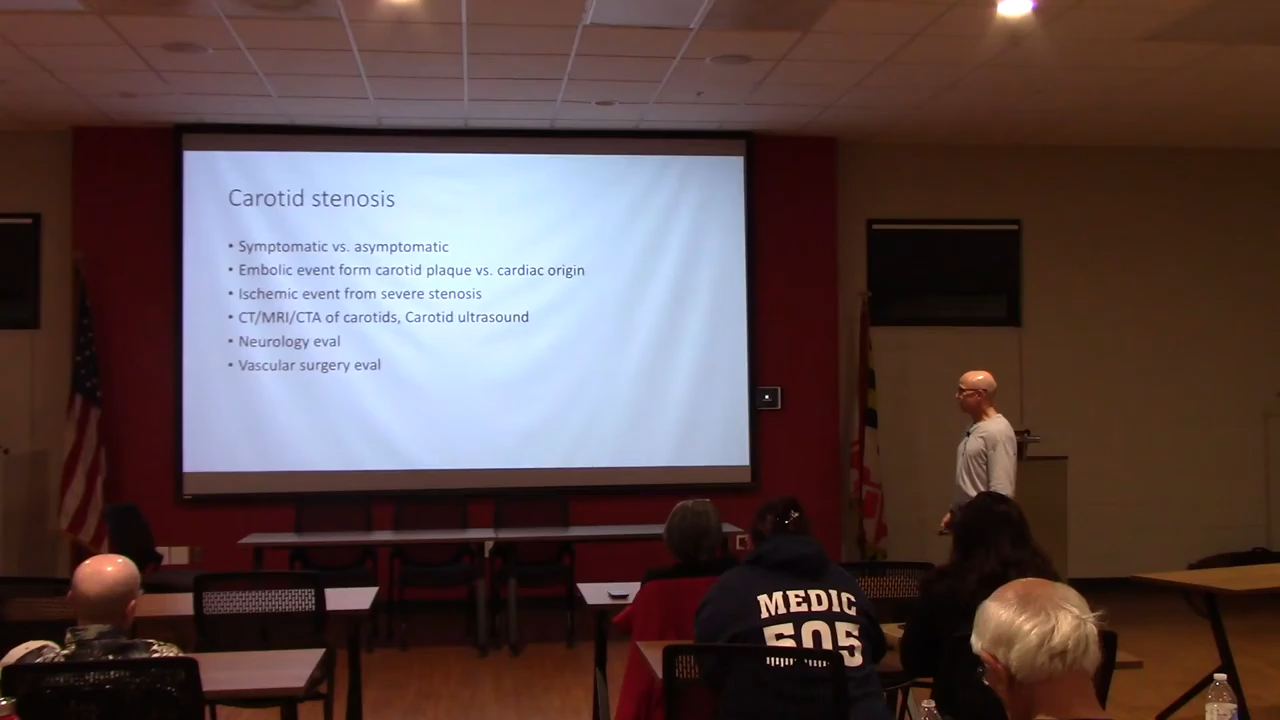 Carotid stenosis
• Symptomatic vs. asymptomatic
• Embolic event form carotid plaque vs. cardiac origin
• Ischemic event from severe stenosis
• CT/MRI/CTA of carotids, Carotid ultrasound
• Neurology eval
• Vascular surgery eval
MEDIC
505